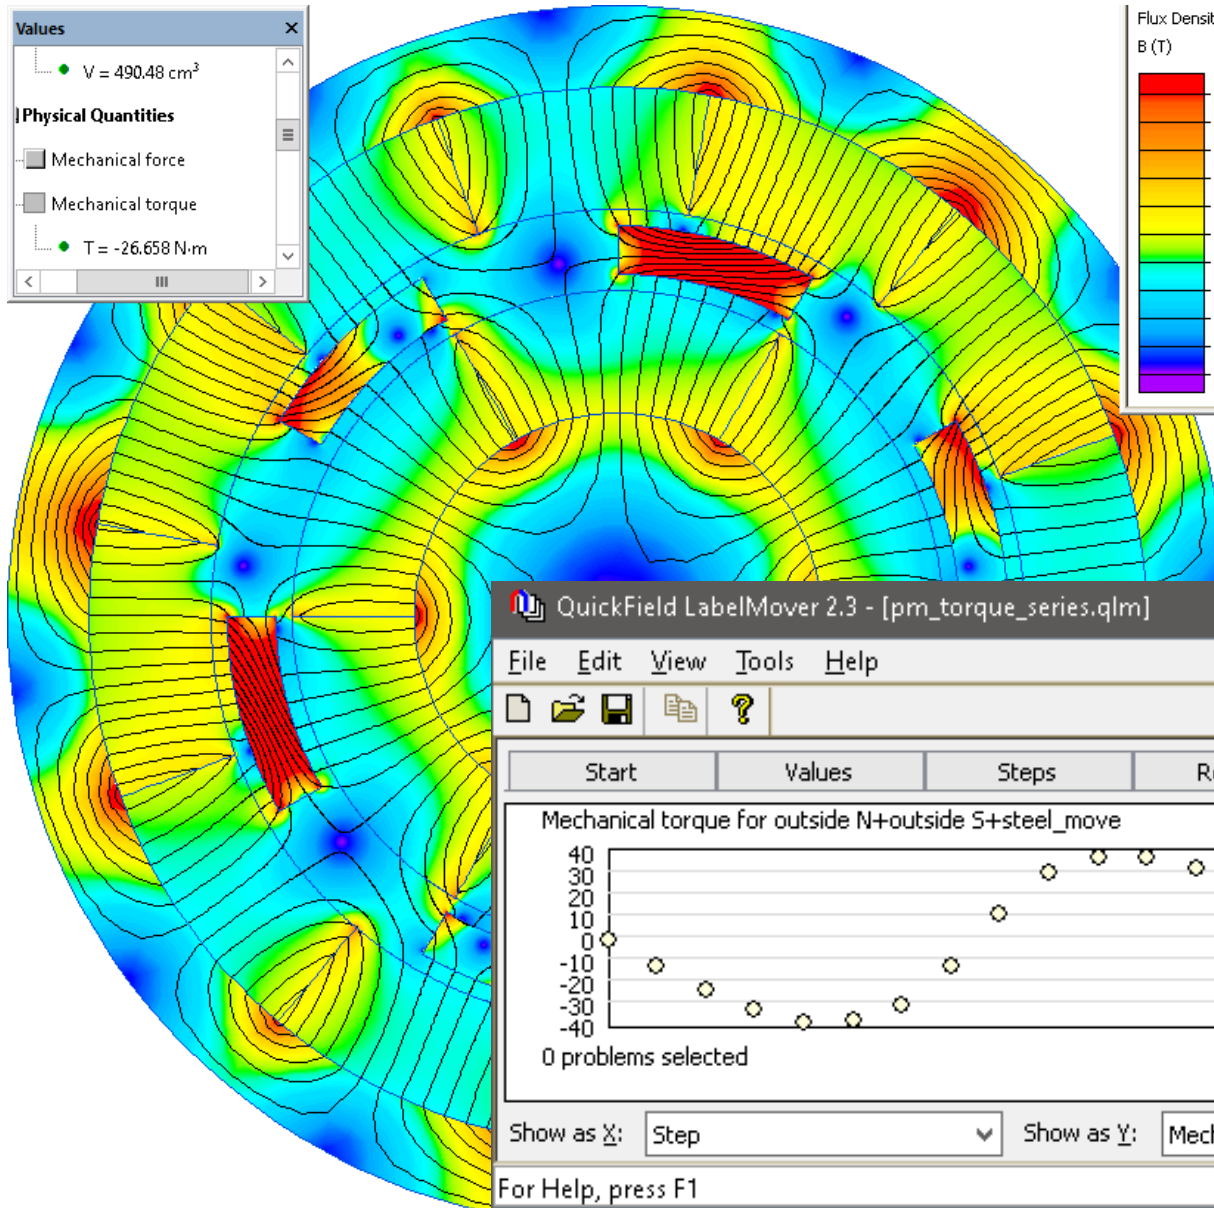 Values
V = 490.48 cm³
Physical Quantities
Mechanical force
Mechanical torque
T = -26.658 N·m
Flux Densit
B (T)
QuickField LabelMover 2.3 - [pm_torque_series.qlm]
File Edit View Tools Help
Start Values Steps R
Mechanical torque for outside N+outside S+steel_move
40
30
20
10
0
-10
-20
-30
-40
0 problems selected
Show as X: Step Show as Y: Mech
For Help, press F1